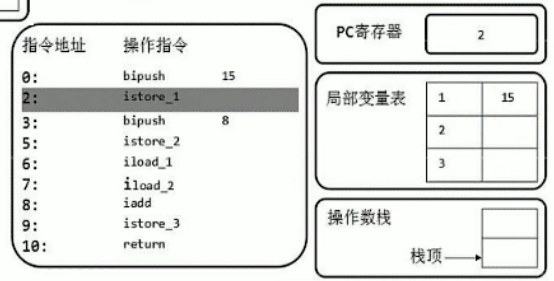 指令地址 操作指令
0: bipush 15
2: istore_1
3: bipush 8
5: istore_2
6: iload_1
7: iload_2
8: iadd
9: istore_3
10: return
PC寄存器 2
局部变量表 1 15
2
3
操作数栈
栈顶